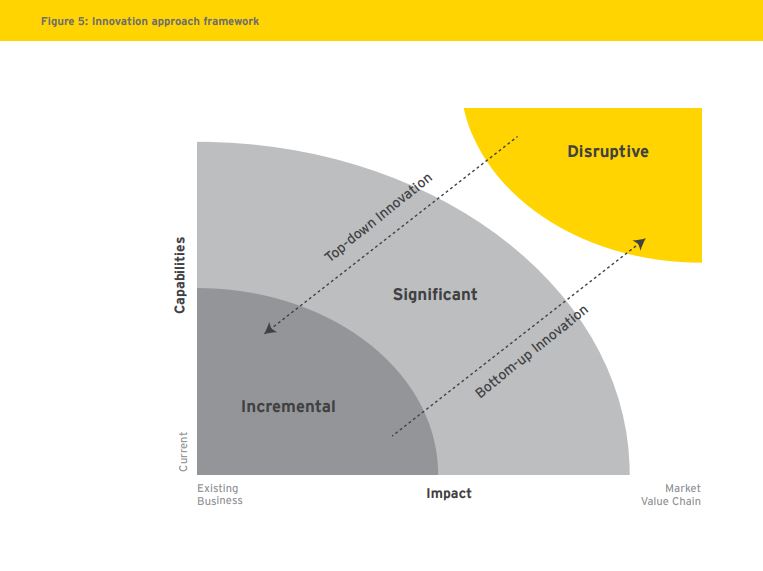 Figure 5: Innovation approach framework
Disruptive
Top-down Innovation
Capabilities
Significant
Bottom-up Innovation
Incremental
Current
Existing
Business
Impact
Market
Value Chain